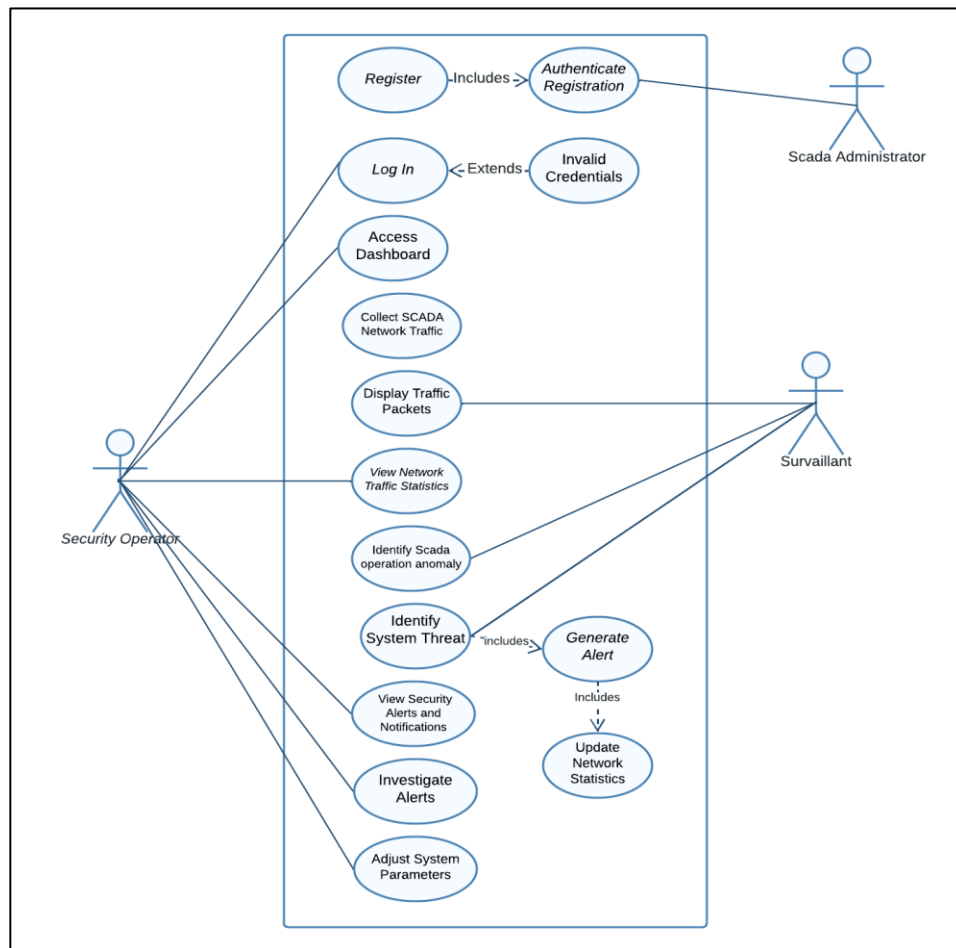 Register
Includes
Authenticate
Registration
Scada Administrator
Log In
Extends
Invalid
Credentials
Access
Dashboard
Collect SCADA
Network Traffic
Display Traffic
Packets
Survaillant
View Network
Traffic Statistics
Security Operator
Identify Scada
operation anomaly
Identify
System Threat
includes
Generate
Alert
Includes
View Security
Alerts and
Notifications
Update
Network
Statistics
Investigate
Alerts
Adjust System
Parameters